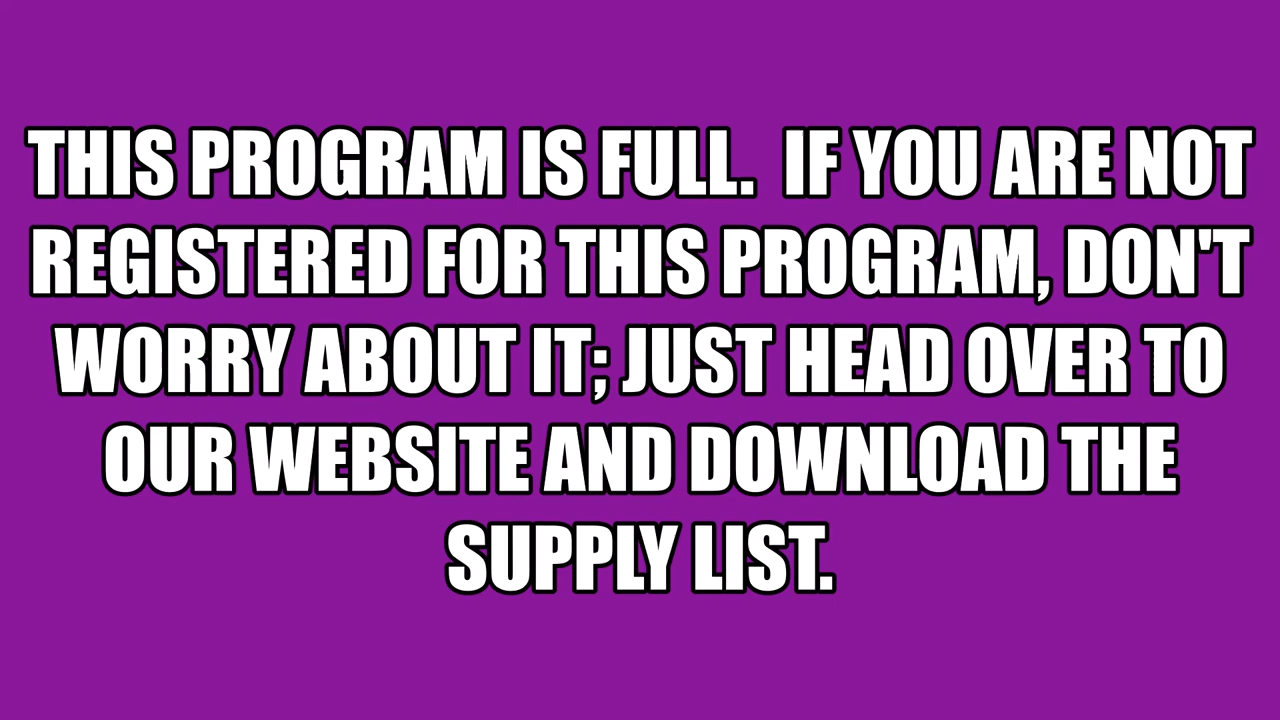 THIS PROGRAM IS FULL.  IF YOU ARE NOT
REGISTERED FOR THIS PROGRAM, DON'T
WORRY ABOUT IT; JUST HEAD OVER TO
OUR WEBSITE AND DOWNLOAD THE
SUPPLY LIST.